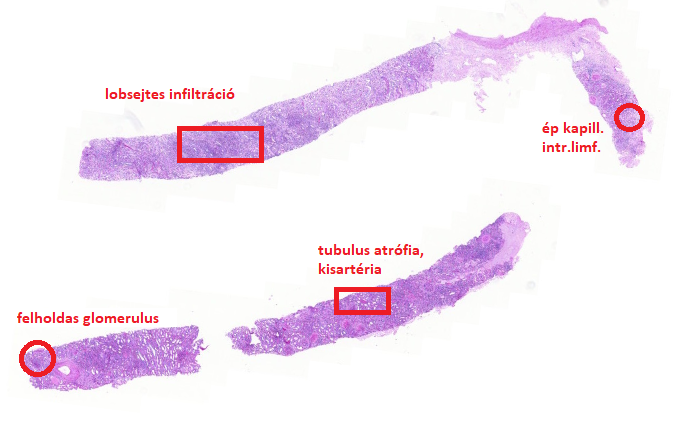 lobsejtes infiltráció
ép kapill.
intr.limf.
tubulus atrófia,
kisartéria
felholdas glomerulus